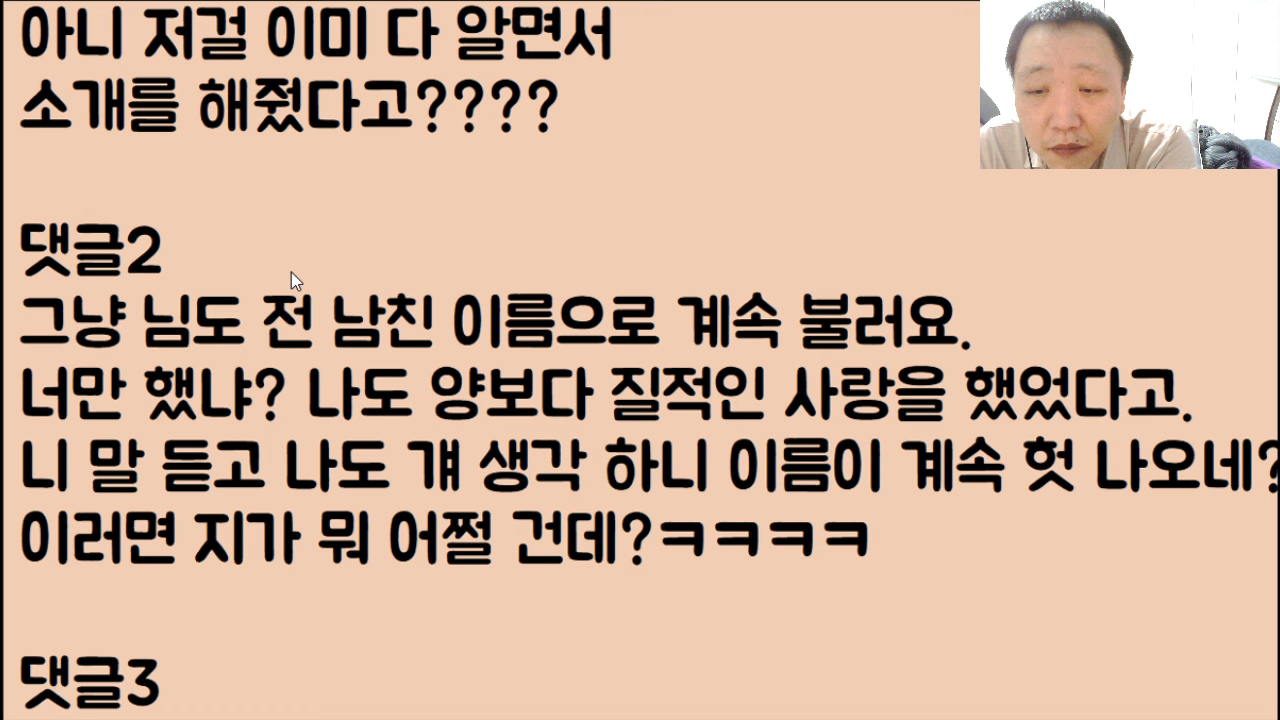 아니 저걸 이미 다 알면서
소개를 해줬다고????
댓글2
그냥 님도 전 남친 이름으로 계속 불러요.
너만 했냐? 나도 양보다 질적인 사랑을 했었다고.
니 말 듣고 나도 걔 생각 하니 이름이 계속 헛 나오네?
이러면 지가 뭐 어쩔 건데?ㅋㅋㅋㅋ
댓글3